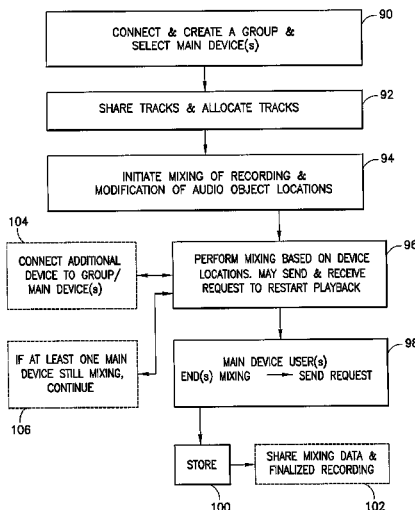 90
CONNECT & CREATE A GROUP &
SELECT MAIN DEVICE(s)
92
SHARE TRACKS & ALLOCATE TRACKS
94
INITIATE MIXING OF RECORDING &
MODIFICATION OF AUDIO OBJECT LOCATIONS
104
CONNECT ADDITIONAL
DEVICE TO GROUP/
MAIN DEVICE(s)
96
PERFORM MIXING BASED ON DEVICE
LOCATIONS. MAY SEND & RECEIVE
REQUEST TO RESTART PLAYBACK
IF AT LEAST ONE MAIN
DEVICE STILL MIXING,
CONTINUE
106
98
MAIN DEVICE USER(s)
END(s) MIXING → SEND REQUEST
STORE
100
SHARE MIXING DATA &
FINALIZED RECORDING
102